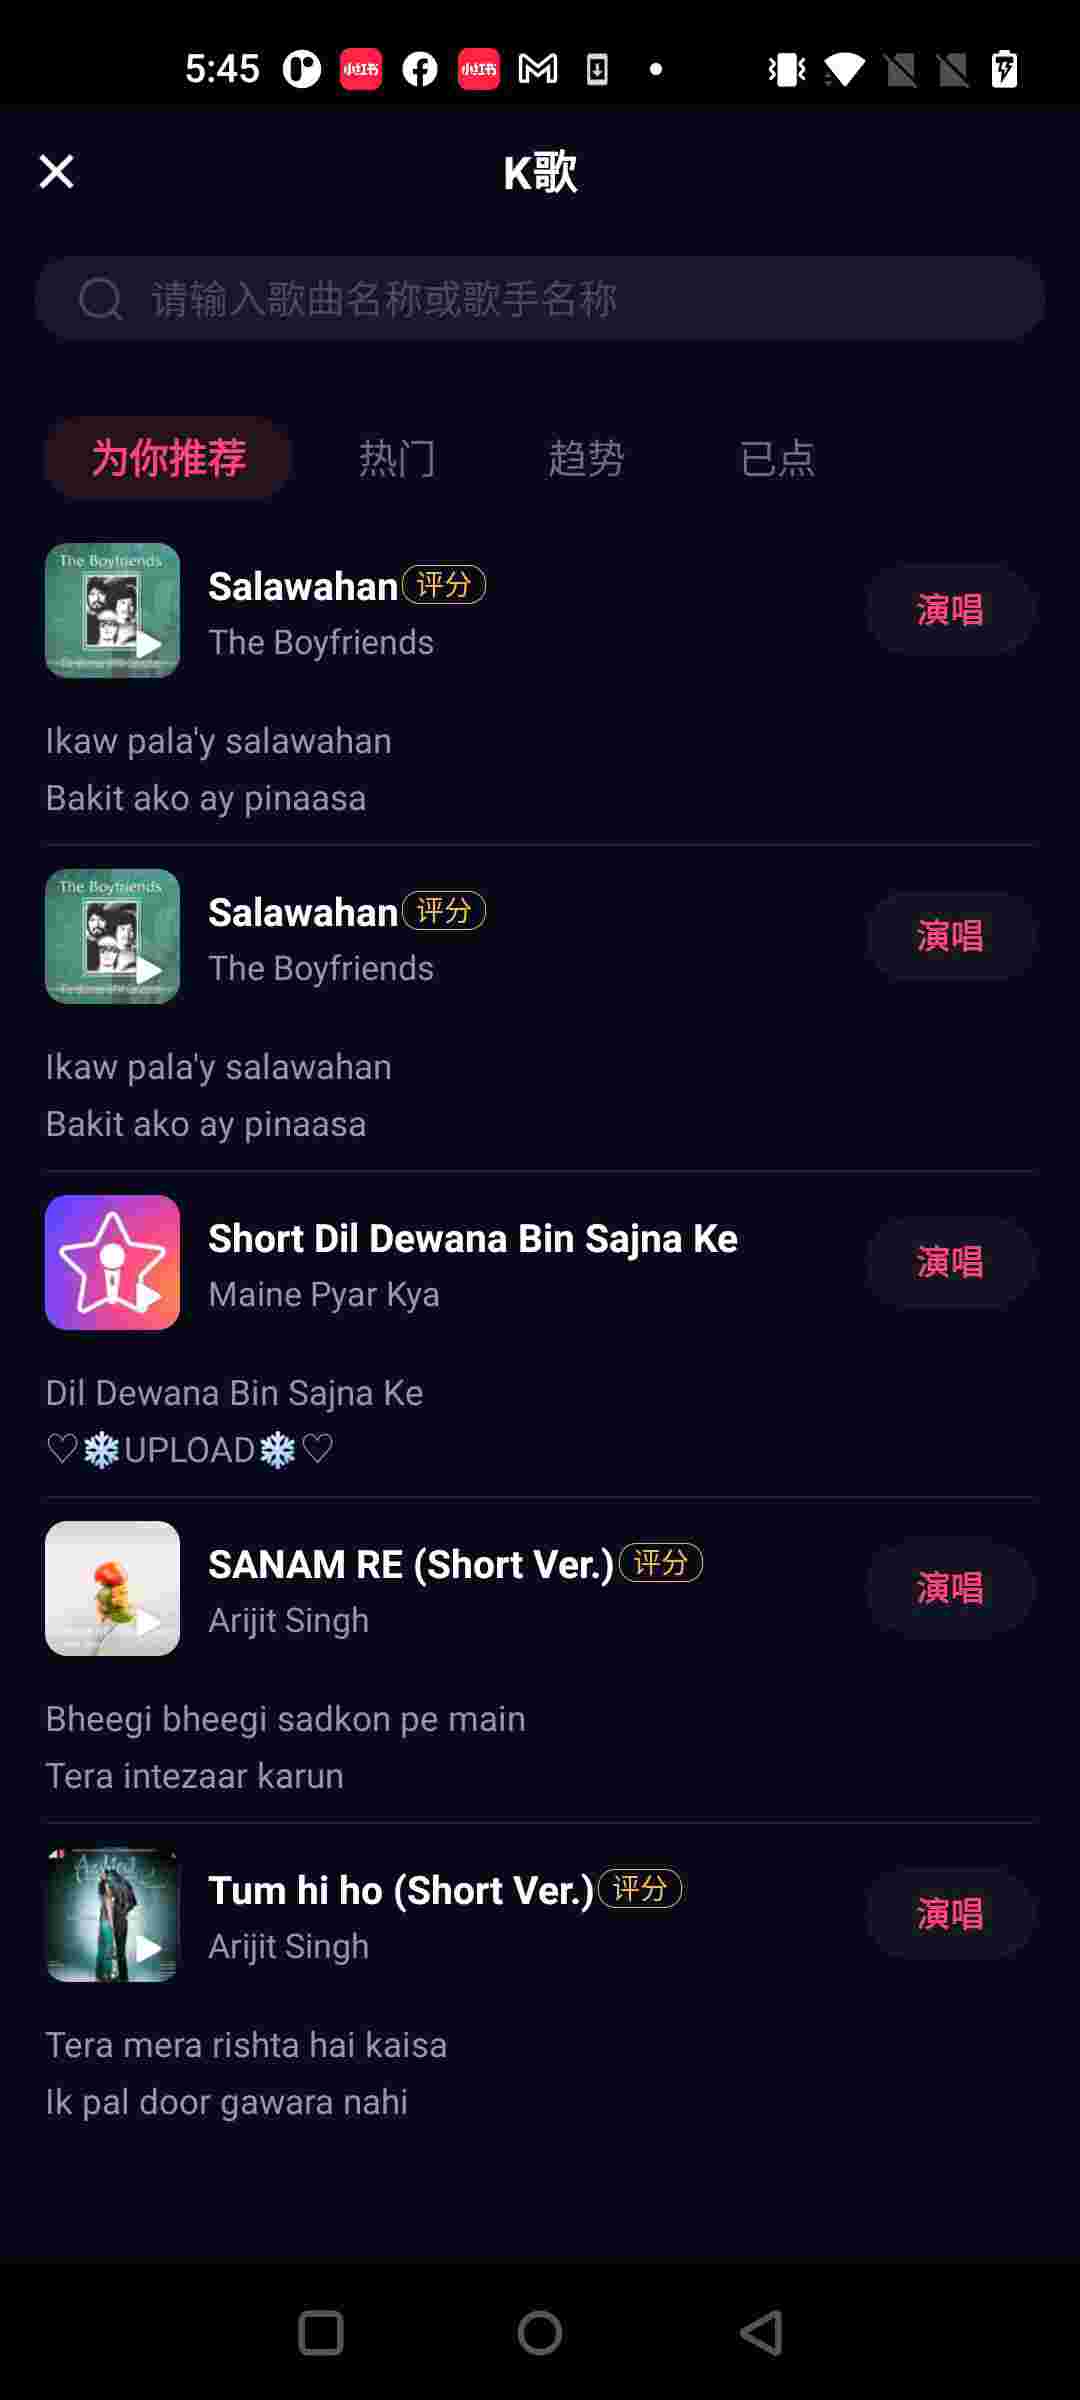 5:45
小红书
小红书
K歌
请输入歌曲名称或歌手名称
为你推荐
热门
趋势
已点
The Boyfriends
Salawahan
评分
The Boyfriends
演唱
Ikaw pala'y salawahan
Bakit ako ay pinaasa
The Boyfriends
Salawahan
评分
The Boyfriends
演唱
Ikaw pala'y salawahan
Bakit ako ay pinaasa
Short Dil Dewana Bin Sajna Ke
Maine Pyar Kya
演唱
Dil Dewana Bin Sajna Ke
♡❄UPLOAD❄♡
SANAM RE (Short Ver.)
评分
Arijit Singh
演唱
Bheegi bheegi sadkon pe main
Tera intezaar karun
Tum hi ho (Short Ver.)
评分
Arijit Singh
演唱
Tera mera rishta hai kaisa
Ik pal door gawara nahi